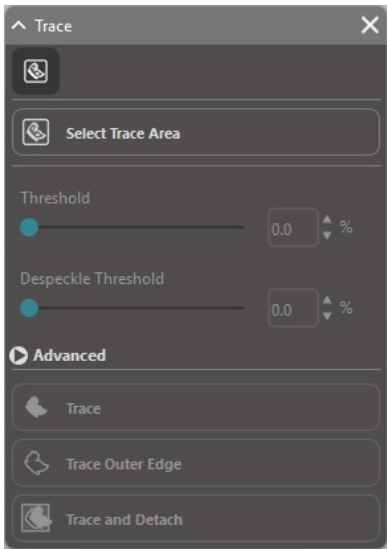 Trace
Select Trace Area
Threshold
0.0 %
Despeckle Threshold
0.0 %
Advanced
Trace
Trace Outer Edge
Trace and Detach